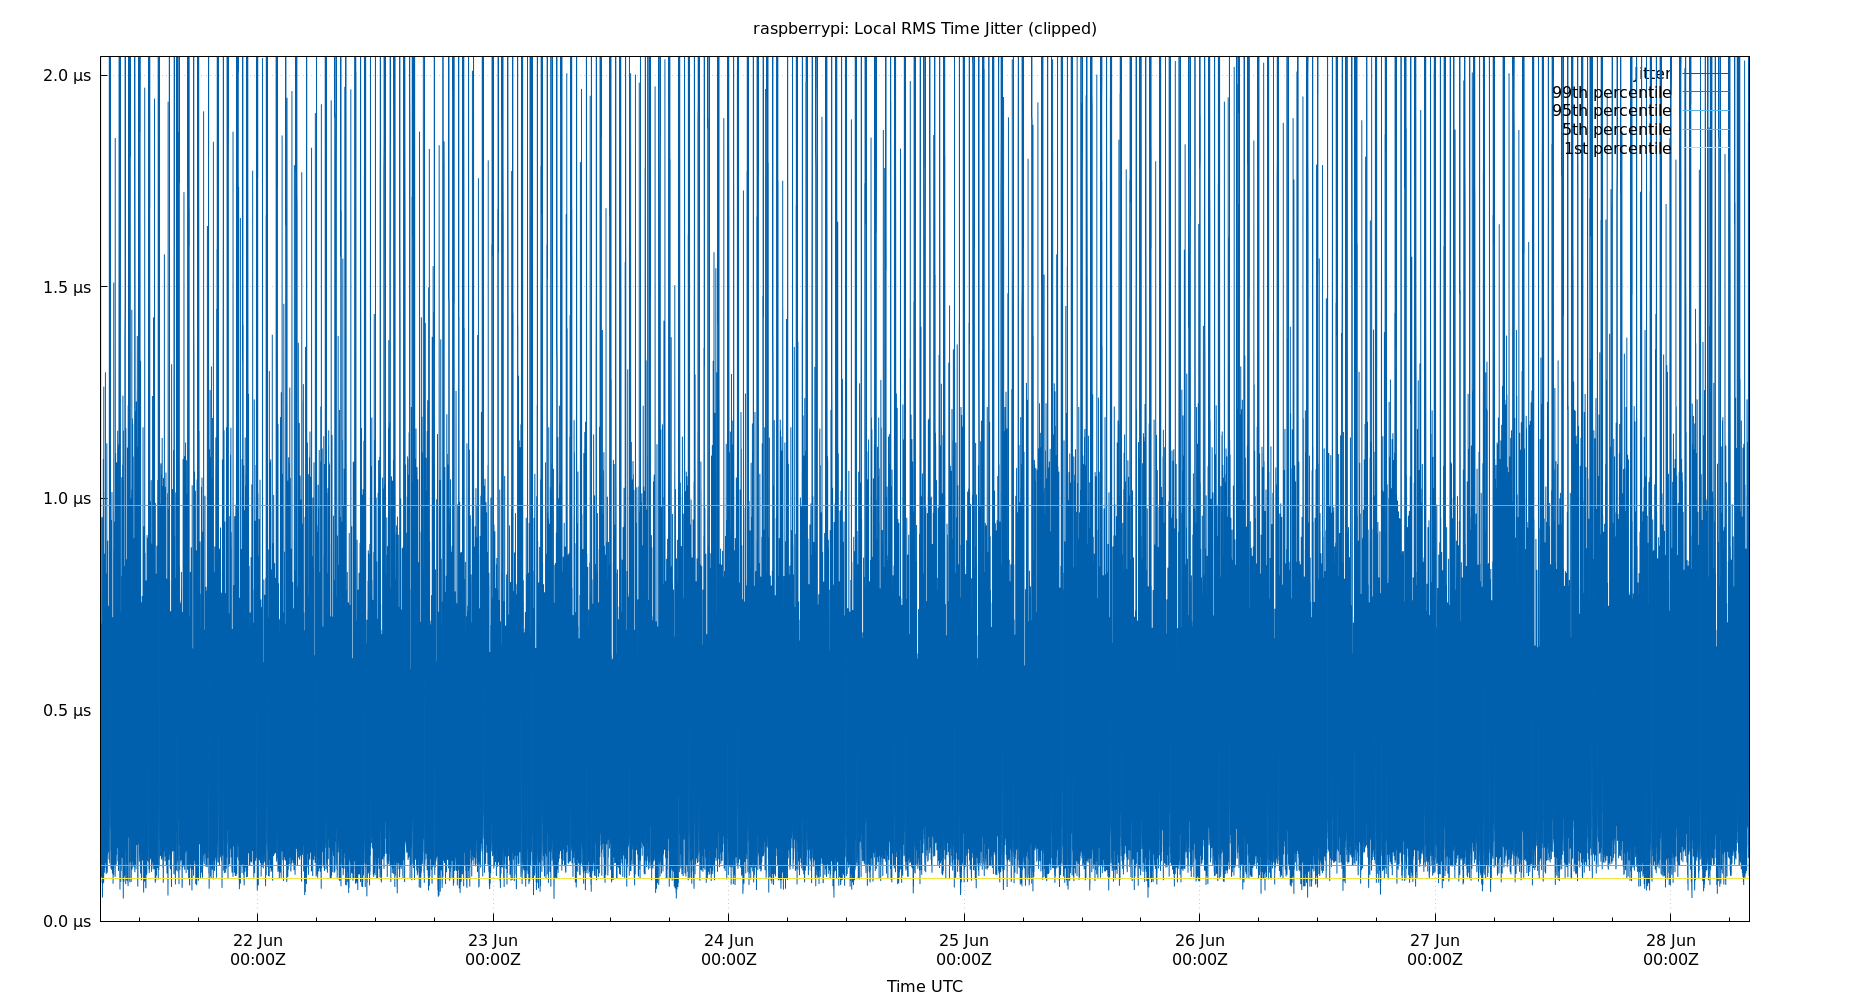 raspberrypi: Local RMS Time Jitter (clipped)
2.0 µs
1.5 µs
1.0 µs
0.5 µs
0.0 µs
jitter
99th percentile
95th percentile
5th percentile
1st percentile
22 Jun
00:00Z
23 Jun
00:00Z
24 Jun
00:00Z
25 Jun
00:00Z
26 Jun
00:00Z
27 Jun
00:00Z
28 Jun
00:00Z
Time UTC